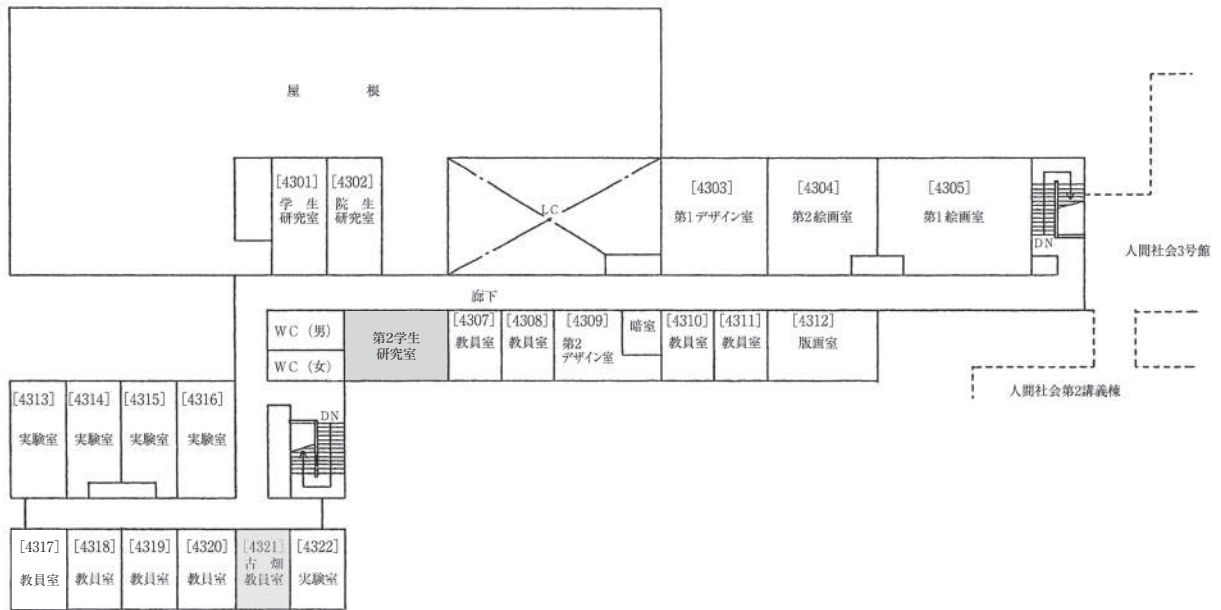 屋 根
[4301]
学 生
研究室
[4302]
院 生
研究室
LC
[4303]
第1デザイン室
[4304]
第2絵画室
[4305]
第1絵画室
DN
人間社会3号館
廊下
WC (男)
WC (女)
第2学生
研究室
[4307]
教員室
[4308]
教員室
[4309]
第2
デザイン室
暗室
[4310]
教員室
[4311]
教員室
[4312]
版画室
人間社会第2講義棟
[4313]
実験室
[4314]
実験室
[4315]
実験室
[4316]
実験室
DN
[4317]
教員室
[4318]
教員室
[4319]
教員室
[4320]
教員室
[4321]
古 畑
教員室
[4322]
実験室